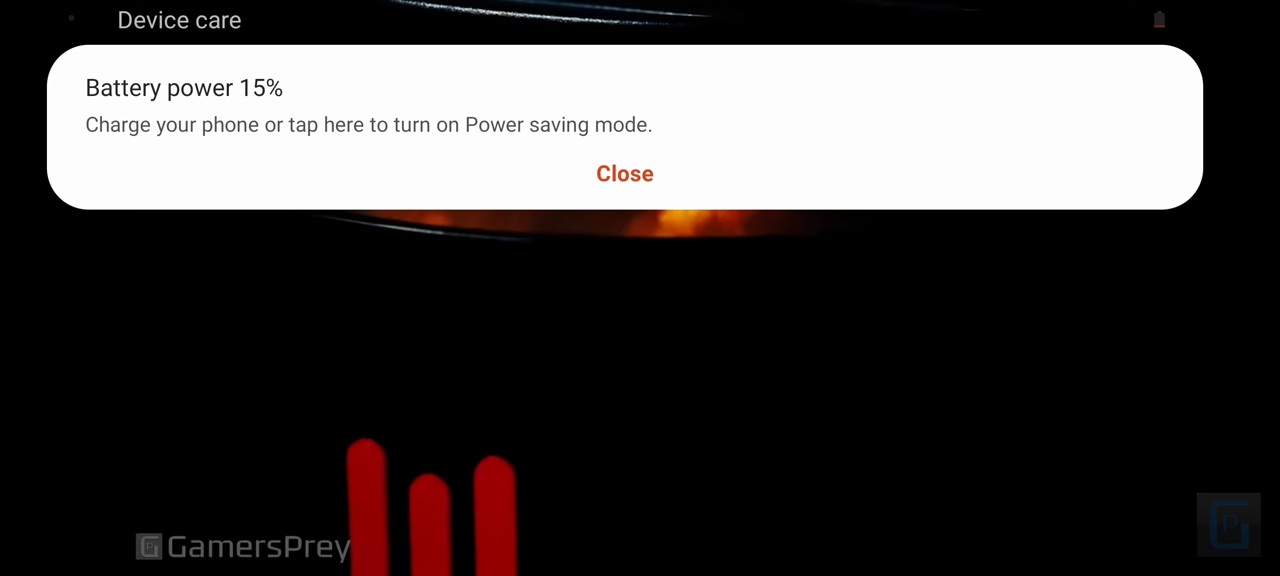 Device care
Battery power 15%
Charge your phone or tap here to turn on Power saving mode.
Close
GamersPrey